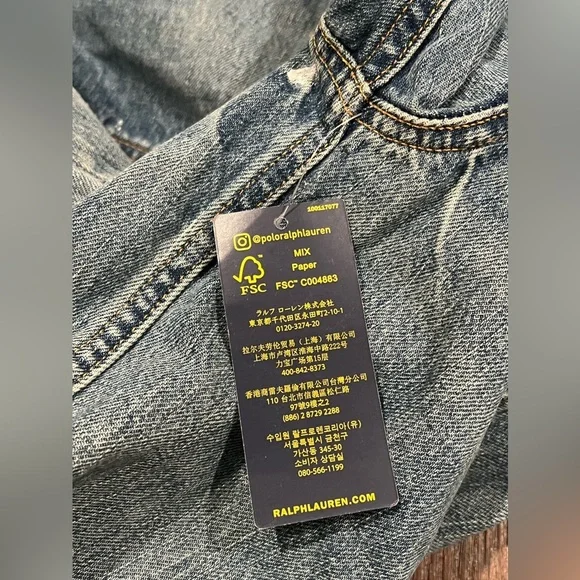 100117077
@poloralphlauren
MIX
Paper
FSC™ C004863
FSC
ラルフ ローレン株式会社
東京都千代田区永田町2-10-1
0120-3274-20
拉尔夫劳伦贸易（上海）有限公司
上海市卢湾区淮海中路222号
力宝广场第15层
400-842-8373
香港商雷夫羅倫有限公司台灣分公司
110 台北市信義區松仁路
97號9樓之2
(886) 2 8729 2288
수입원 랄프로렌코리아(유)
서울특별시 금천구
가산동 345-30
소비자 상담실
080-566-1199
RALPHLAUREN.COM